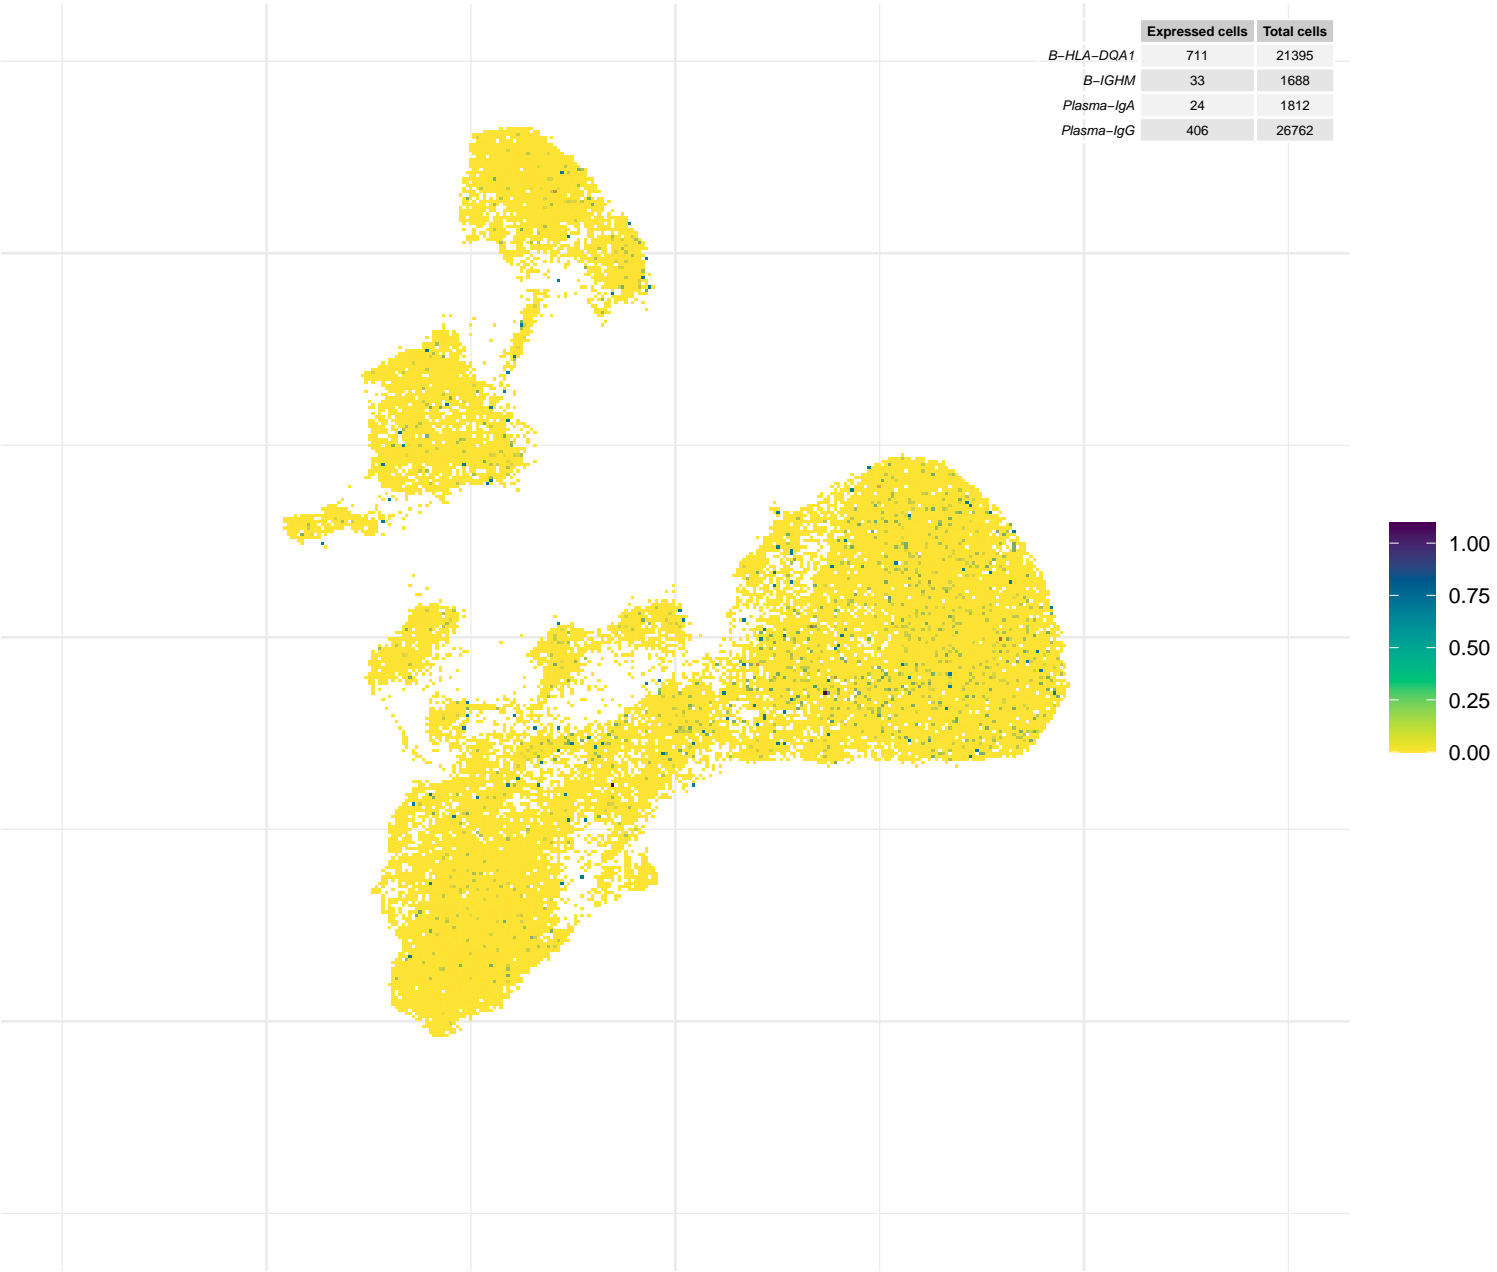 Expressed cells Total cells
B−HLA−DQA1 711 21395
B−IGHM 33 1688
Plasma−IgA 24 1812
Plasma−IgG 406 26762
1.00
0.75
0.50
0.25
0.00